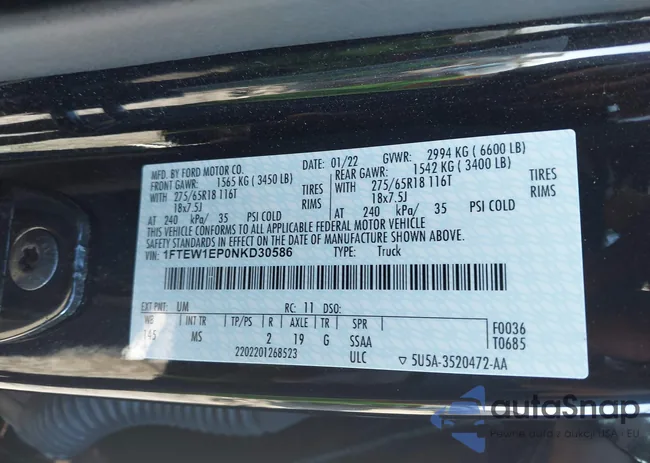 MFD. BY FORD MOTOR CO.
DATE: 01/22 GVWR: 2994 KG ( 6600 LB)
FRONT GAWR: 1565 KG ( 3450 LB) REAR GAWR: 1542 KG ( 3400 LB)
WITH 275/65R18 116T TIRES WITH 275/65R18 116T TIRES
18x7.5J RIMS 18x7.5J RIMS
AT 240 kPa/ 35 PSI COLD AT 240 kPa/ 35 PSI COLD
THIS VEHICLE CONFORMS TO ALL APPLICABLE FEDERAL MOTOR VEHICLE
SAFETY STANDARDS IN EFFECT ON THE DATE OF MANUFACTURE SHOWN ABOVE.
VIN: 1FTEW1EP0NKD30586 TYPE: Truck
EXT PNT: UM RC: 11 DSO:
WB INT TR TP/PS R AXLE TR SPR F0036
145 MS 2 19 G SSAA T0685
2202201268523 ULC 5U5A-3520472-AA
autoSnap
Pewne auto z aukcji USA - EU